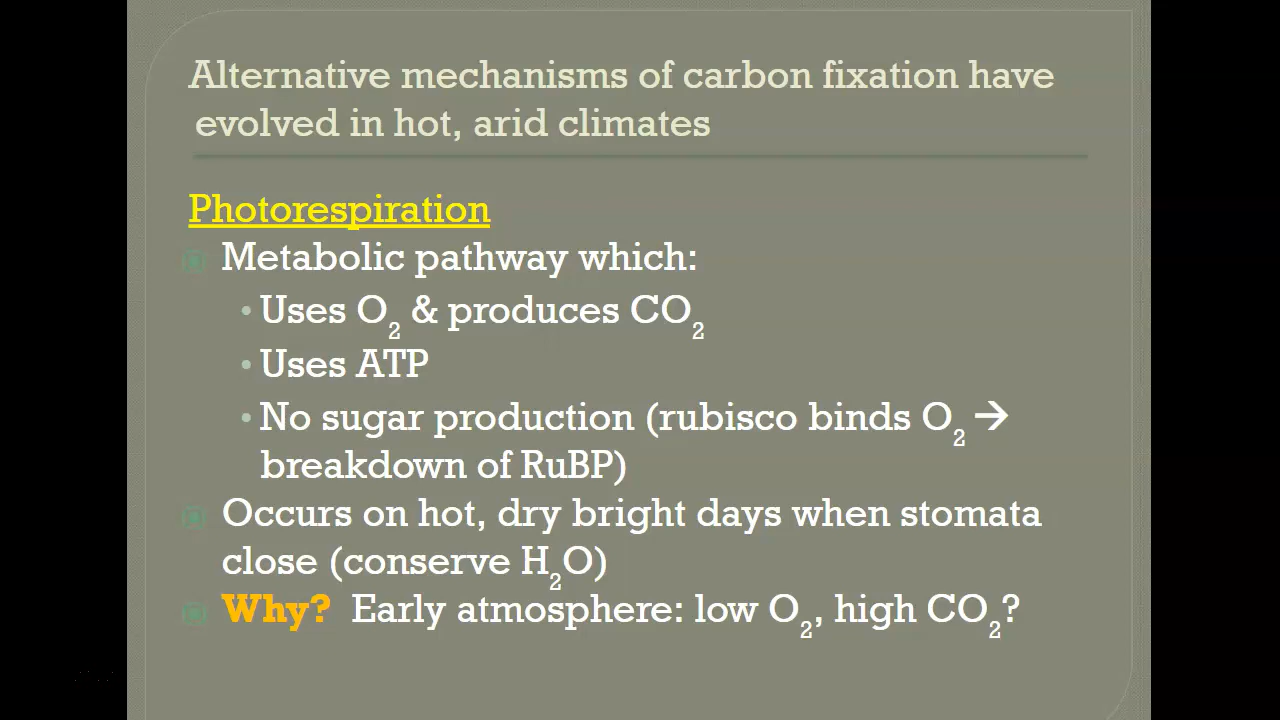 Alternative mechanisms of carbon fixation have
evolved in hot, arid climates
Photorespiration
Metabolic pathway which:
• Uses O₂ & produces CO₂
• Uses ATP
• No sugar production (rubisco binds O₂ →
breakdown of RuBP)
Occurs on hot, dry bright days when stomata
close (conserve H₂O)
Why? Early atmosphere: low O₂, high CO₂?